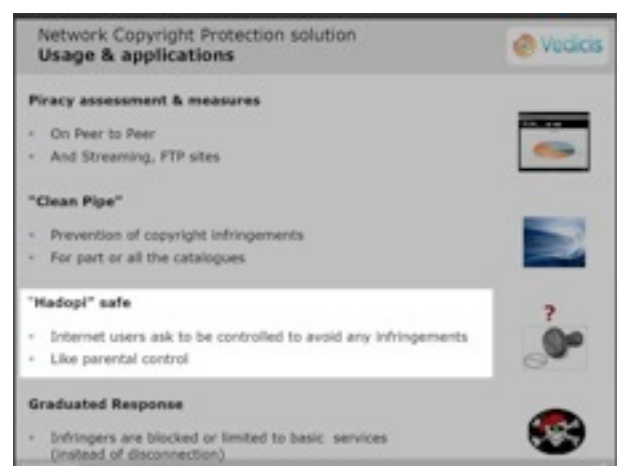 Network Copyright Protection solution
Usage & applications
Vedicis
Piracy assessment & measures
- On Peer to Peer
- And Streaming, FTP sites
"Clean Pipe"
- Prevention of copyright infringements
- For part or all the catalogues
"Hadopi" safe
- Internet users ask to be controlled to avoid any infringements
- Like parental control
?
Graduated Response
- Infringers are blocked or limited to basic services
(instead of disconnection)